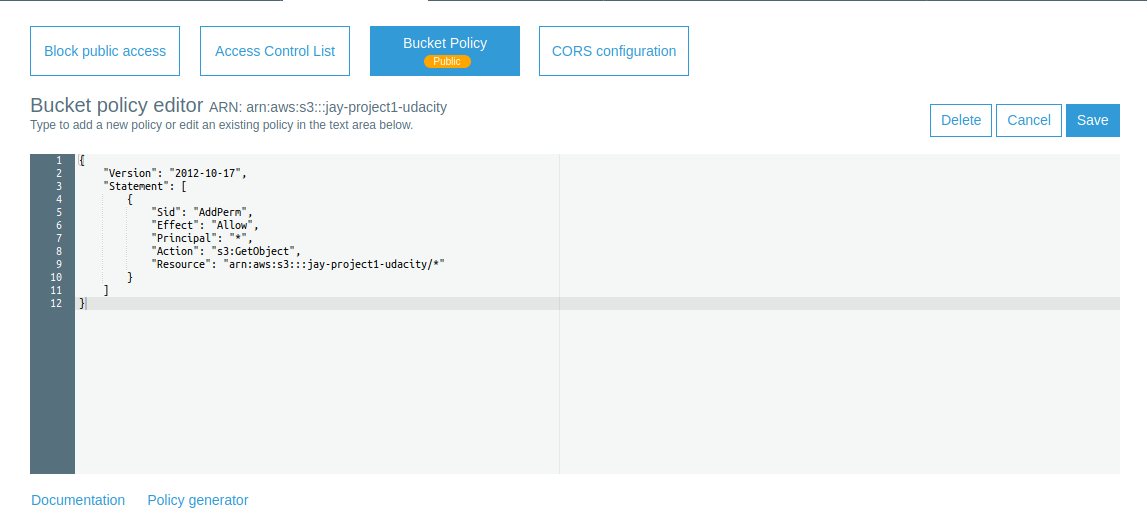 Block public access
Access Control List
Bucket Policy
Public
CORS configuration
Bucket policy editor ARN: arn:aws:s3:::jay-project1-udacity
Type to add a new policy or edit an existing policy in the text area below.
Delete
Cancel
Save
1 {
2 "Version": "2012-10-17",
3 "Statement": [
4 {
5 "Sid": "AddPerm",
6 "Effect": "Allow",
7 "Principal": "*",
8 "Action": "s3:GetObject",
9 "Resource": "arn:aws:s3:::jay-project1-udacity/*"
10 }
11 ]
12 }
Documentation
Policy generator